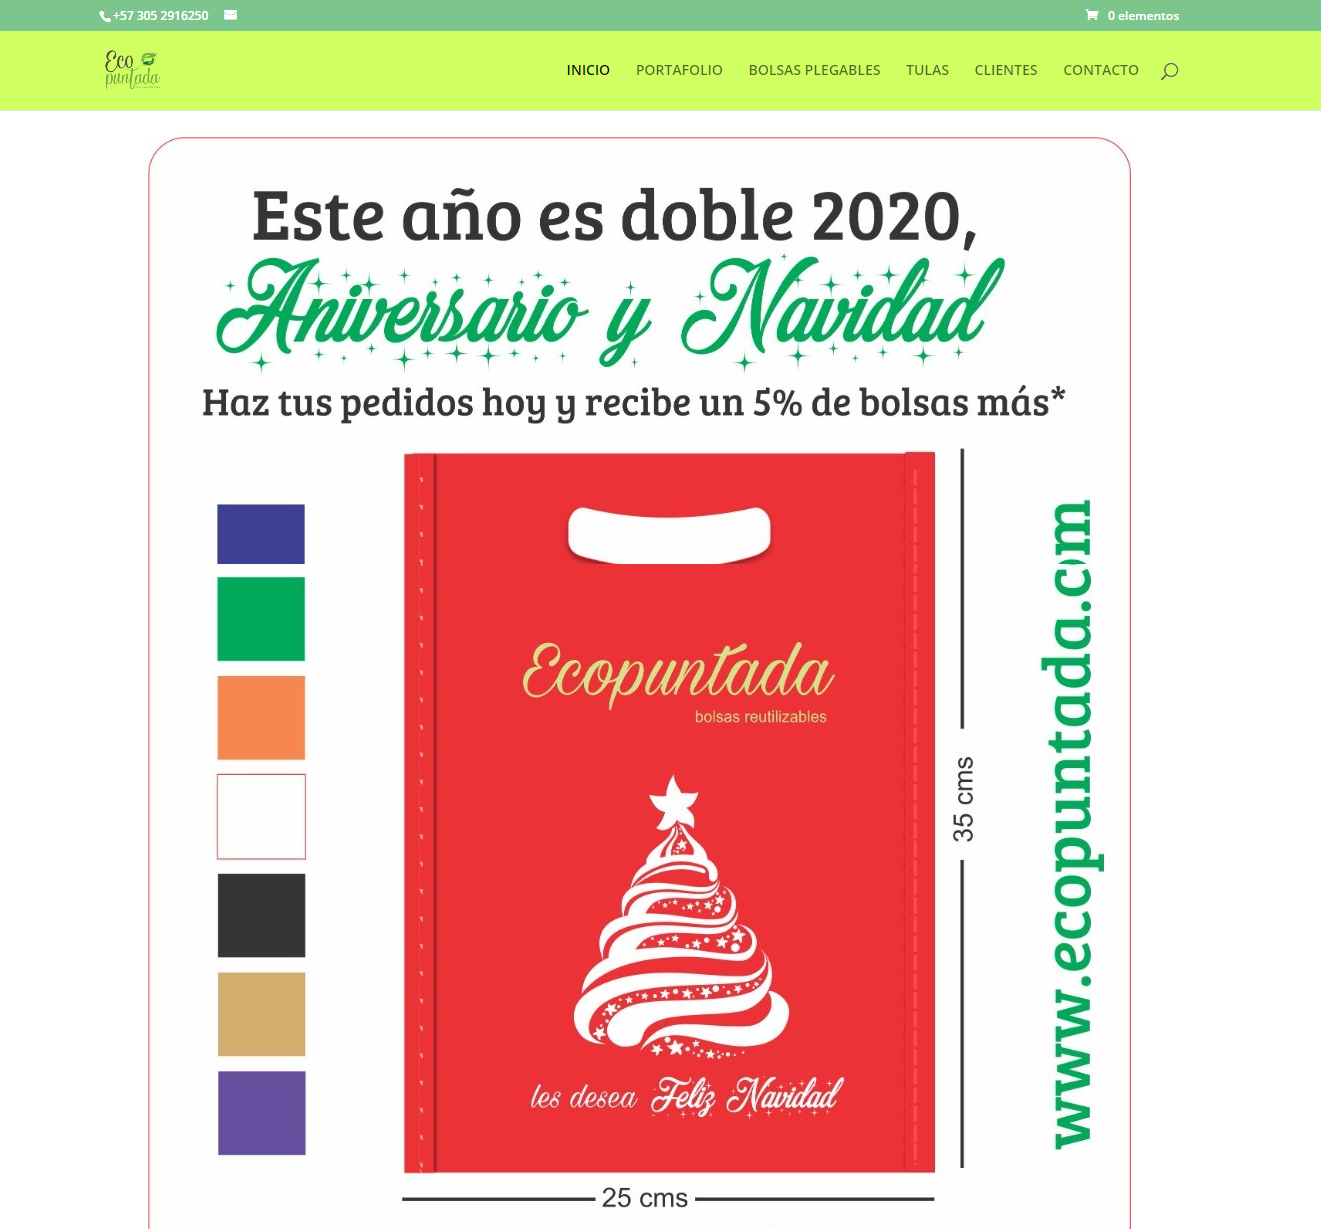 +57 305 2916250
0 elementos
Eco
puntada
INICIO
PORTAFOLIO
BOLSAS PLEGABLES
TULAS
CLIENTES
CONTACTO
Este año es doble 2020,
Aniversario y Navidad
Haz tus pedidos hoy y recibe un 5% de bolsas más*
Ecopuntada
bolsas reutilizables
les desea Feliz Navidad
35 cms
25 cms
www.ecopuntada.com